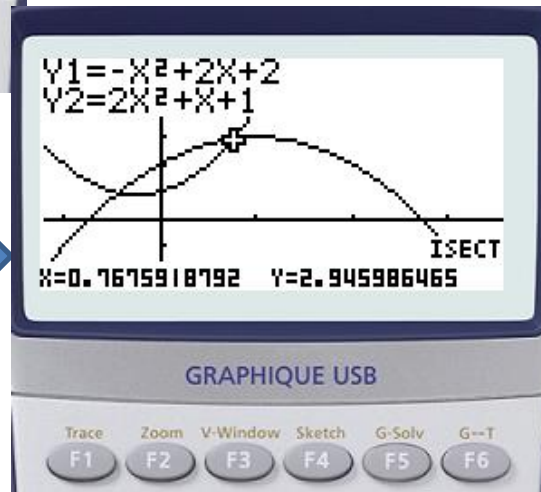 Y1=-X²+2X+2
Y2=2X²+X+1
ISECT
X=0.7675918792 Y=2.945986465
GRAPHIQUE USB
Trace Zoom V-Window Sketch G-Solv G↔T
F1 F2 F3 F4 F5 F6